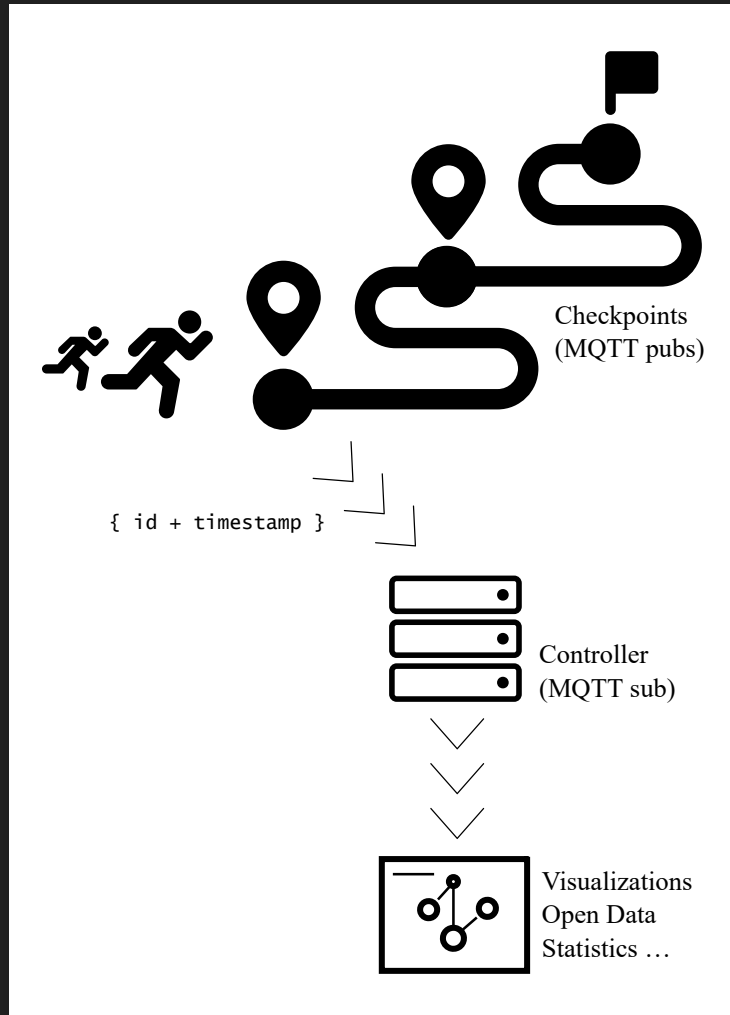 Checkpoints
(MQTT pubs)
{ id + timestamp }
Controller
(MQTT sub)
Visualizations
Open Data
Statistics …